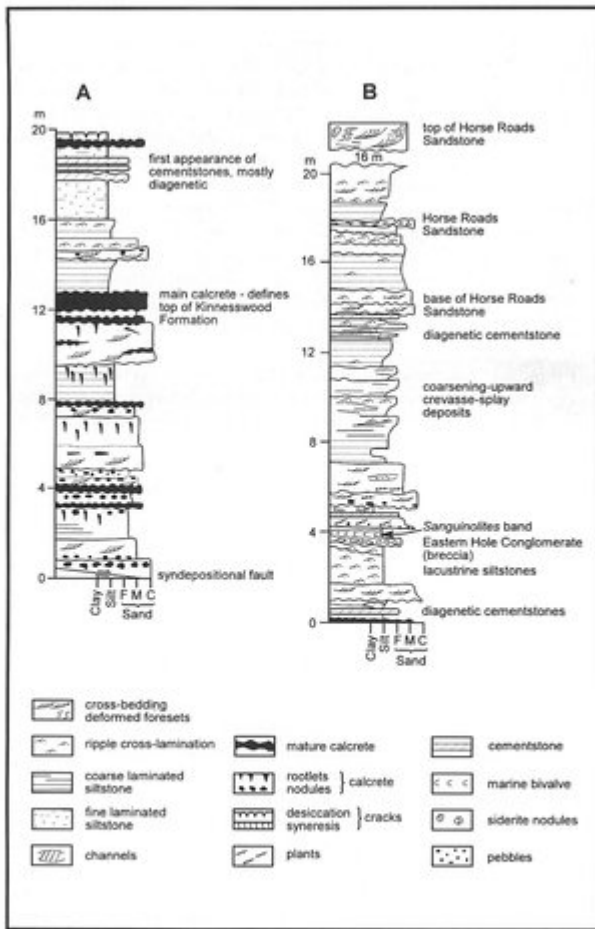 A
B
m
20
16
12
8
4
0
first appearance of
cementstones, mostly
diagenetic
main calcrete - defines
top of Kinnesswood
Formation
syndepositional fault
Clay
Silt
F M C
Sand
m
20
16
12
8
4
0
16 m
top of Horse Roads
Sandstone
Horse Roads
Sandstone
base of Horse Roads
Sandstone
diagenetic cementstone
coarsening-upward
crevasse-splay
deposits
Sanguinolites band
Eastern Hole Conglomerate
(breccia)
lacustrine siltstones
diagenetic cementstones
Clay
Silt
F M C
Sand
cross-bedding
deformed foresets
ripple cross-lamination
coarse laminated
siltstone
fine laminated
siltstone
channels
mature calcrete
rootlets
nodules
calcrete
desiccation
syneresis
cracks
plants
cementstone
marine bivalve
siderite nodules
pebbles